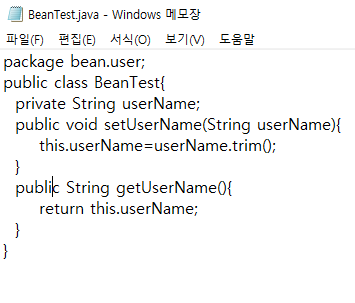 BeanTest.java - Windows 메모장
파일(F) 편집(E) 서식(O) 보기(V) 도움말
package bean.user;
public class BeanTest{
private String userName;
public void setUserName(String userName){
this.userName=userName.trim();
}
public String getUserName(){
return this.userName;
}
}